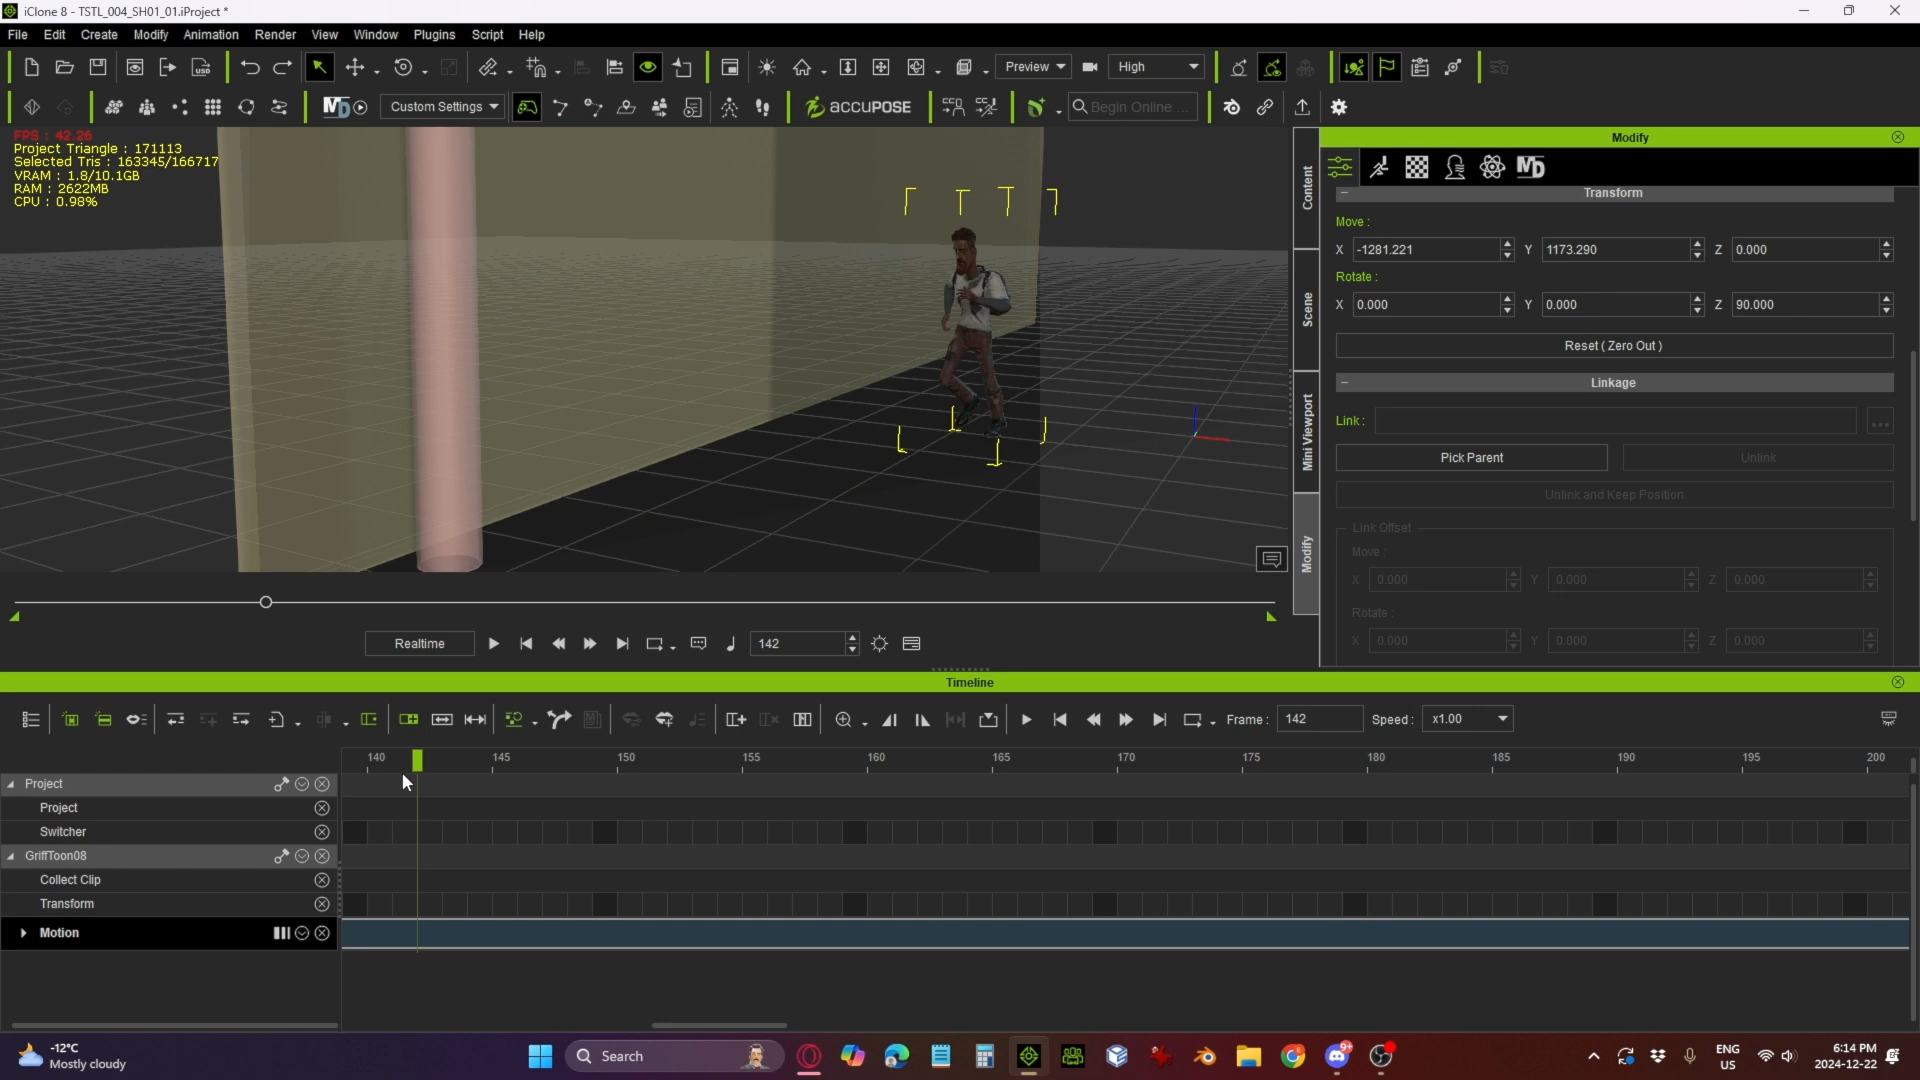 iClone 8 - TSTL_004_SH01_01.iProject *
File Edit Create Modify Animation Render View Window Plugins Script Help
Preview High
MD Custom Settings ACCUPOSE Begin Online ...
FPS : 42.26
Project Triangle : 171113
Selected Tris : 163345/166717
VRAM : 1.8/10.1GB
RAM : 2622MB
CPU : 0.98%
Content
Scene
Mini Viewport
Modify
Modify
MD
Transform
Move :
X -1281.221 Y 1173.290 Z 0.000
Rotate :
X 0.000 Y 0.000 Z 90.000
Reset ( Zero Out )
Linkage
Link :
Pick Parent Unlink
Unlink and Keep Position
Link Offset
Move :
X 0.000 Y 0.000 Z 0.000
Rotate :
X 0.000 Y 0.000 Z 0.000
Realtime 142
Timeline
Frame : 142 Speed : x1.00
140 145 150 155 160 165 170 175 180 185 190 195 200
Project
Project
Switcher
GriffToon08
Collect Clip
Transform
Motion
-12°C
Mostly cloudy
Search
9+
ENG
US
6:14 PM
2024-12-22